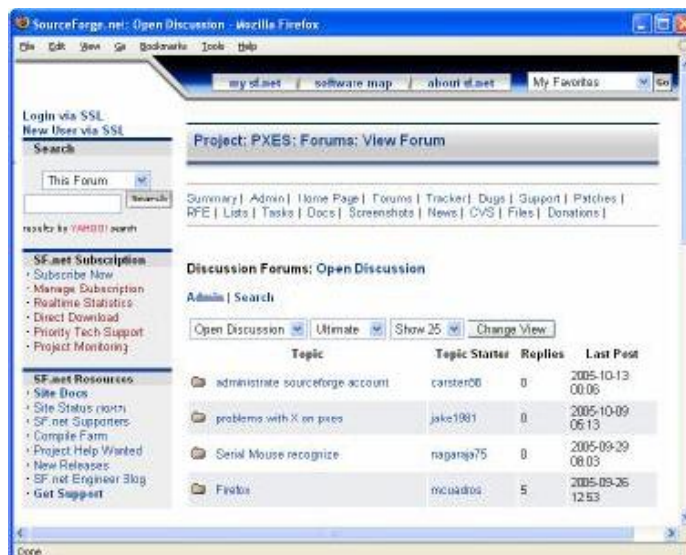 SourceForge.net: Open Discussion - Mozilla Firefox
File Edit View Go Bookmarks Tools Help
my sf.net / software map / about sf.net My Favorites Go
Login via SSL
New User via SSL
Search
This Forum
Search
results by YAHOO! search
SF.net Subscription
· Subscribe Now
· Manage Subscription
· Realtime Statistics
· Direct Download
· Priority Tech Support
· Project Monitoring
SF.net Resources
· Site Docs
· Site Status
· SF.net Supporters
· Compile Farm
· Project Help Wanted
· New Releases
· SF.net Engineer Blog
· Get Support
Project: PXES: Forums: View Forum
Summary | Admin | Home Page | Forums | Tracker | Bugs | Support | Patches |
RFE | Lists | Tasks | Docs | Screenshots | News | CVS | Files | Donations |
Discussion Forums: Open Discussion
Admin | Search
Open Discussion Ultimate Show 25 Change View
Topic Topic Starter Replies Last Post
administrate sourceforge account 0 2005-10-13
00:06
problems with X on pxes jake1981 0 2005-10-09
05:13
Serial Mouse recognize nagaraja75 0 2005-09-29
08:03
Firefox mcuadros 5 2005-09-26
12:53
Done